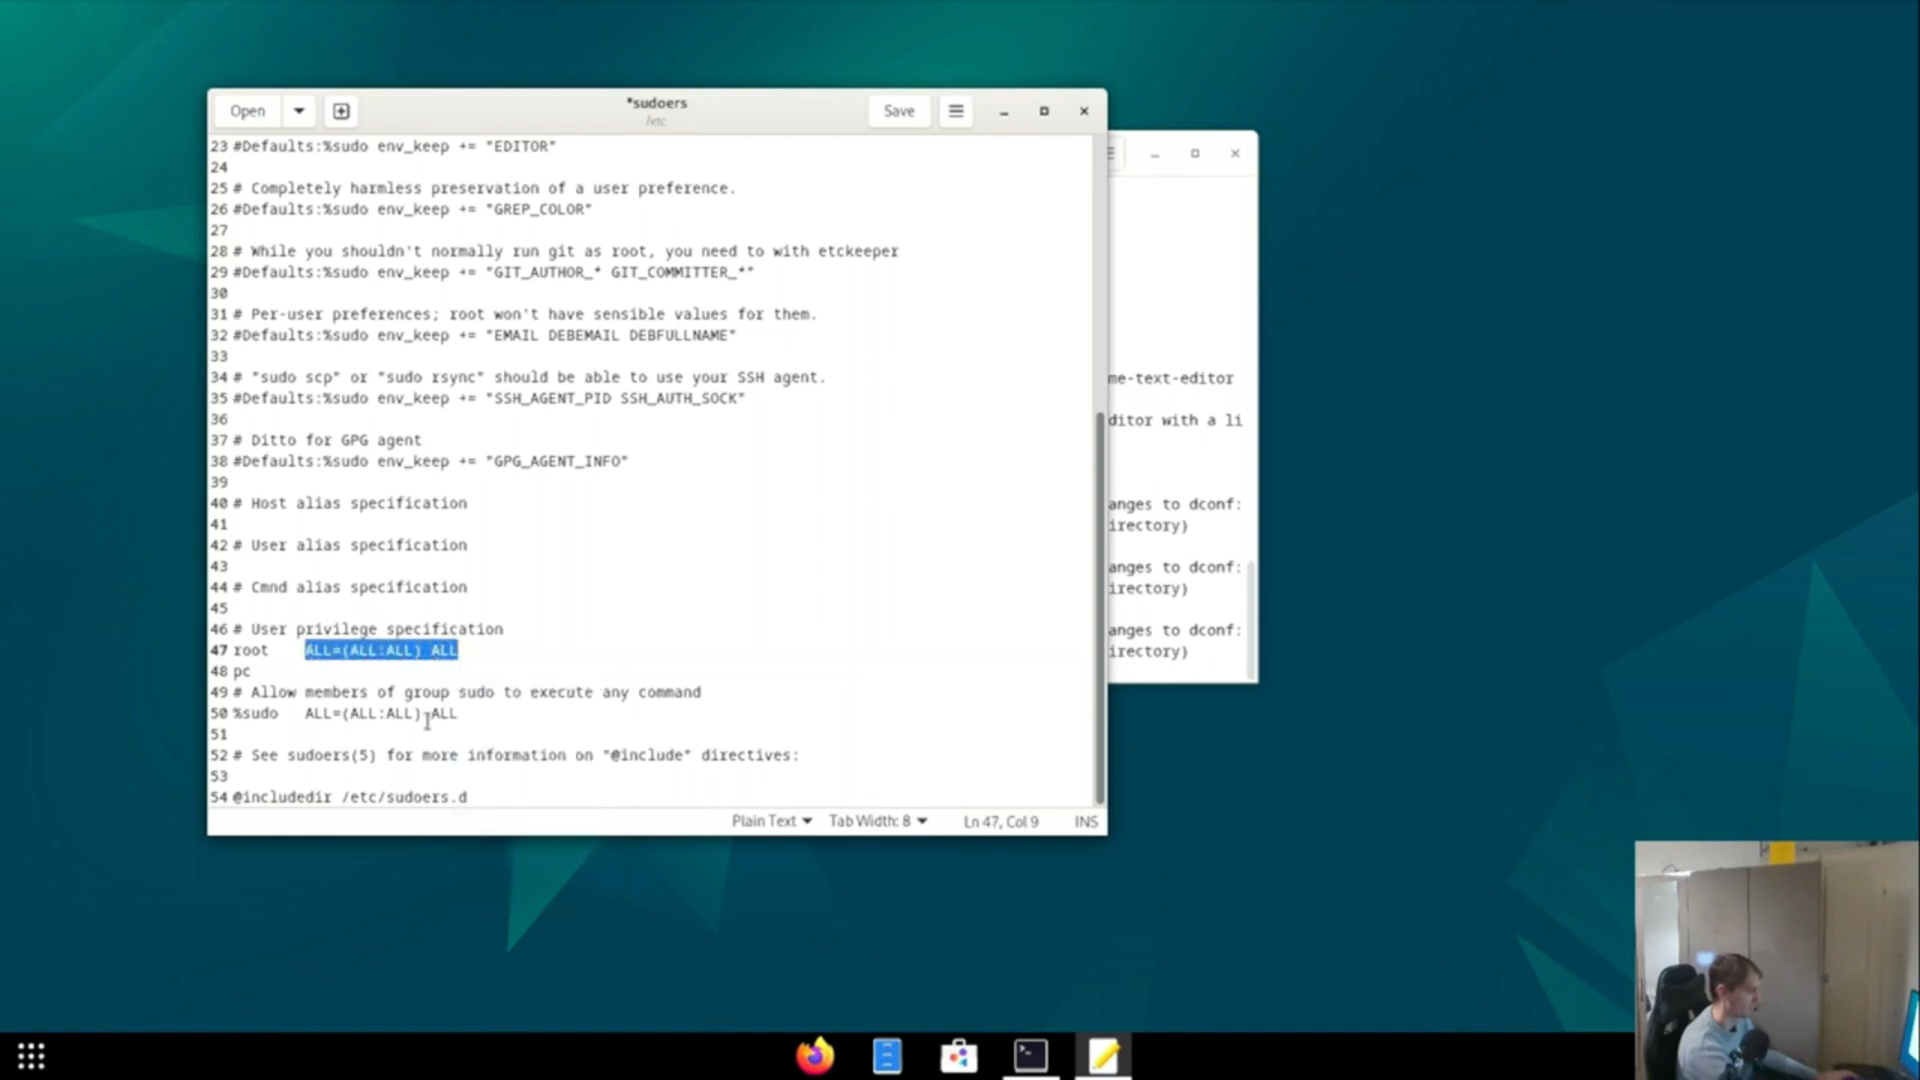 Open
*sudoers
/etc
Save
23 #Defaults:%sudo env_keep += "EDITOR"
24
25 # Completely harmless preservation of a user preference.
26 #Defaults:%sudo env_keep += "GREP_COLOR"
27
28 # While you shouldn't normally run git as root, you need to with etckeeper
29 #Defaults:%sudo env_keep += "GIT_AUTHOR_* GIT_COMMITTER_*"
30
31 # Per-user preferences; root won't have sensible values for them.
32 #Defaults:%sudo env_keep += "EMAIL DEBEMAIL DEBFULLNAME"
33
34 # "sudo scp" or "sudo rsync" should be able to use your SSH agent.
35 #Defaults:%sudo env_keep += "SSH_AGENT_PID SSH_AUTH_SOCK"
36
37 # Ditto for GPG agent
38 #Defaults:%sudo env_keep += "GPG_AGENT_INFO"
39
40 # Host alias specification
41
42 # User alias specification
43
44 # Cmnd alias specification
45
46 # User privilege specification
47 root ALL=(ALL:ALL) ALL
48 pc
49 # Allow members of group sudo to execute any command
50 %sudo ALL=(ALL:ALL) ALL
51
52 # See sudoers(5) for more information on "@include" directives:
53
54 @includedir /etc/sudoers.d
Plain Text Tab Width: 8 Ln 47, Col 9 INS
me-text-editor
ditor with a li
anges to dconf:
irectory)
anges to dconf:
irectory)
anges to dconf:
irectory)